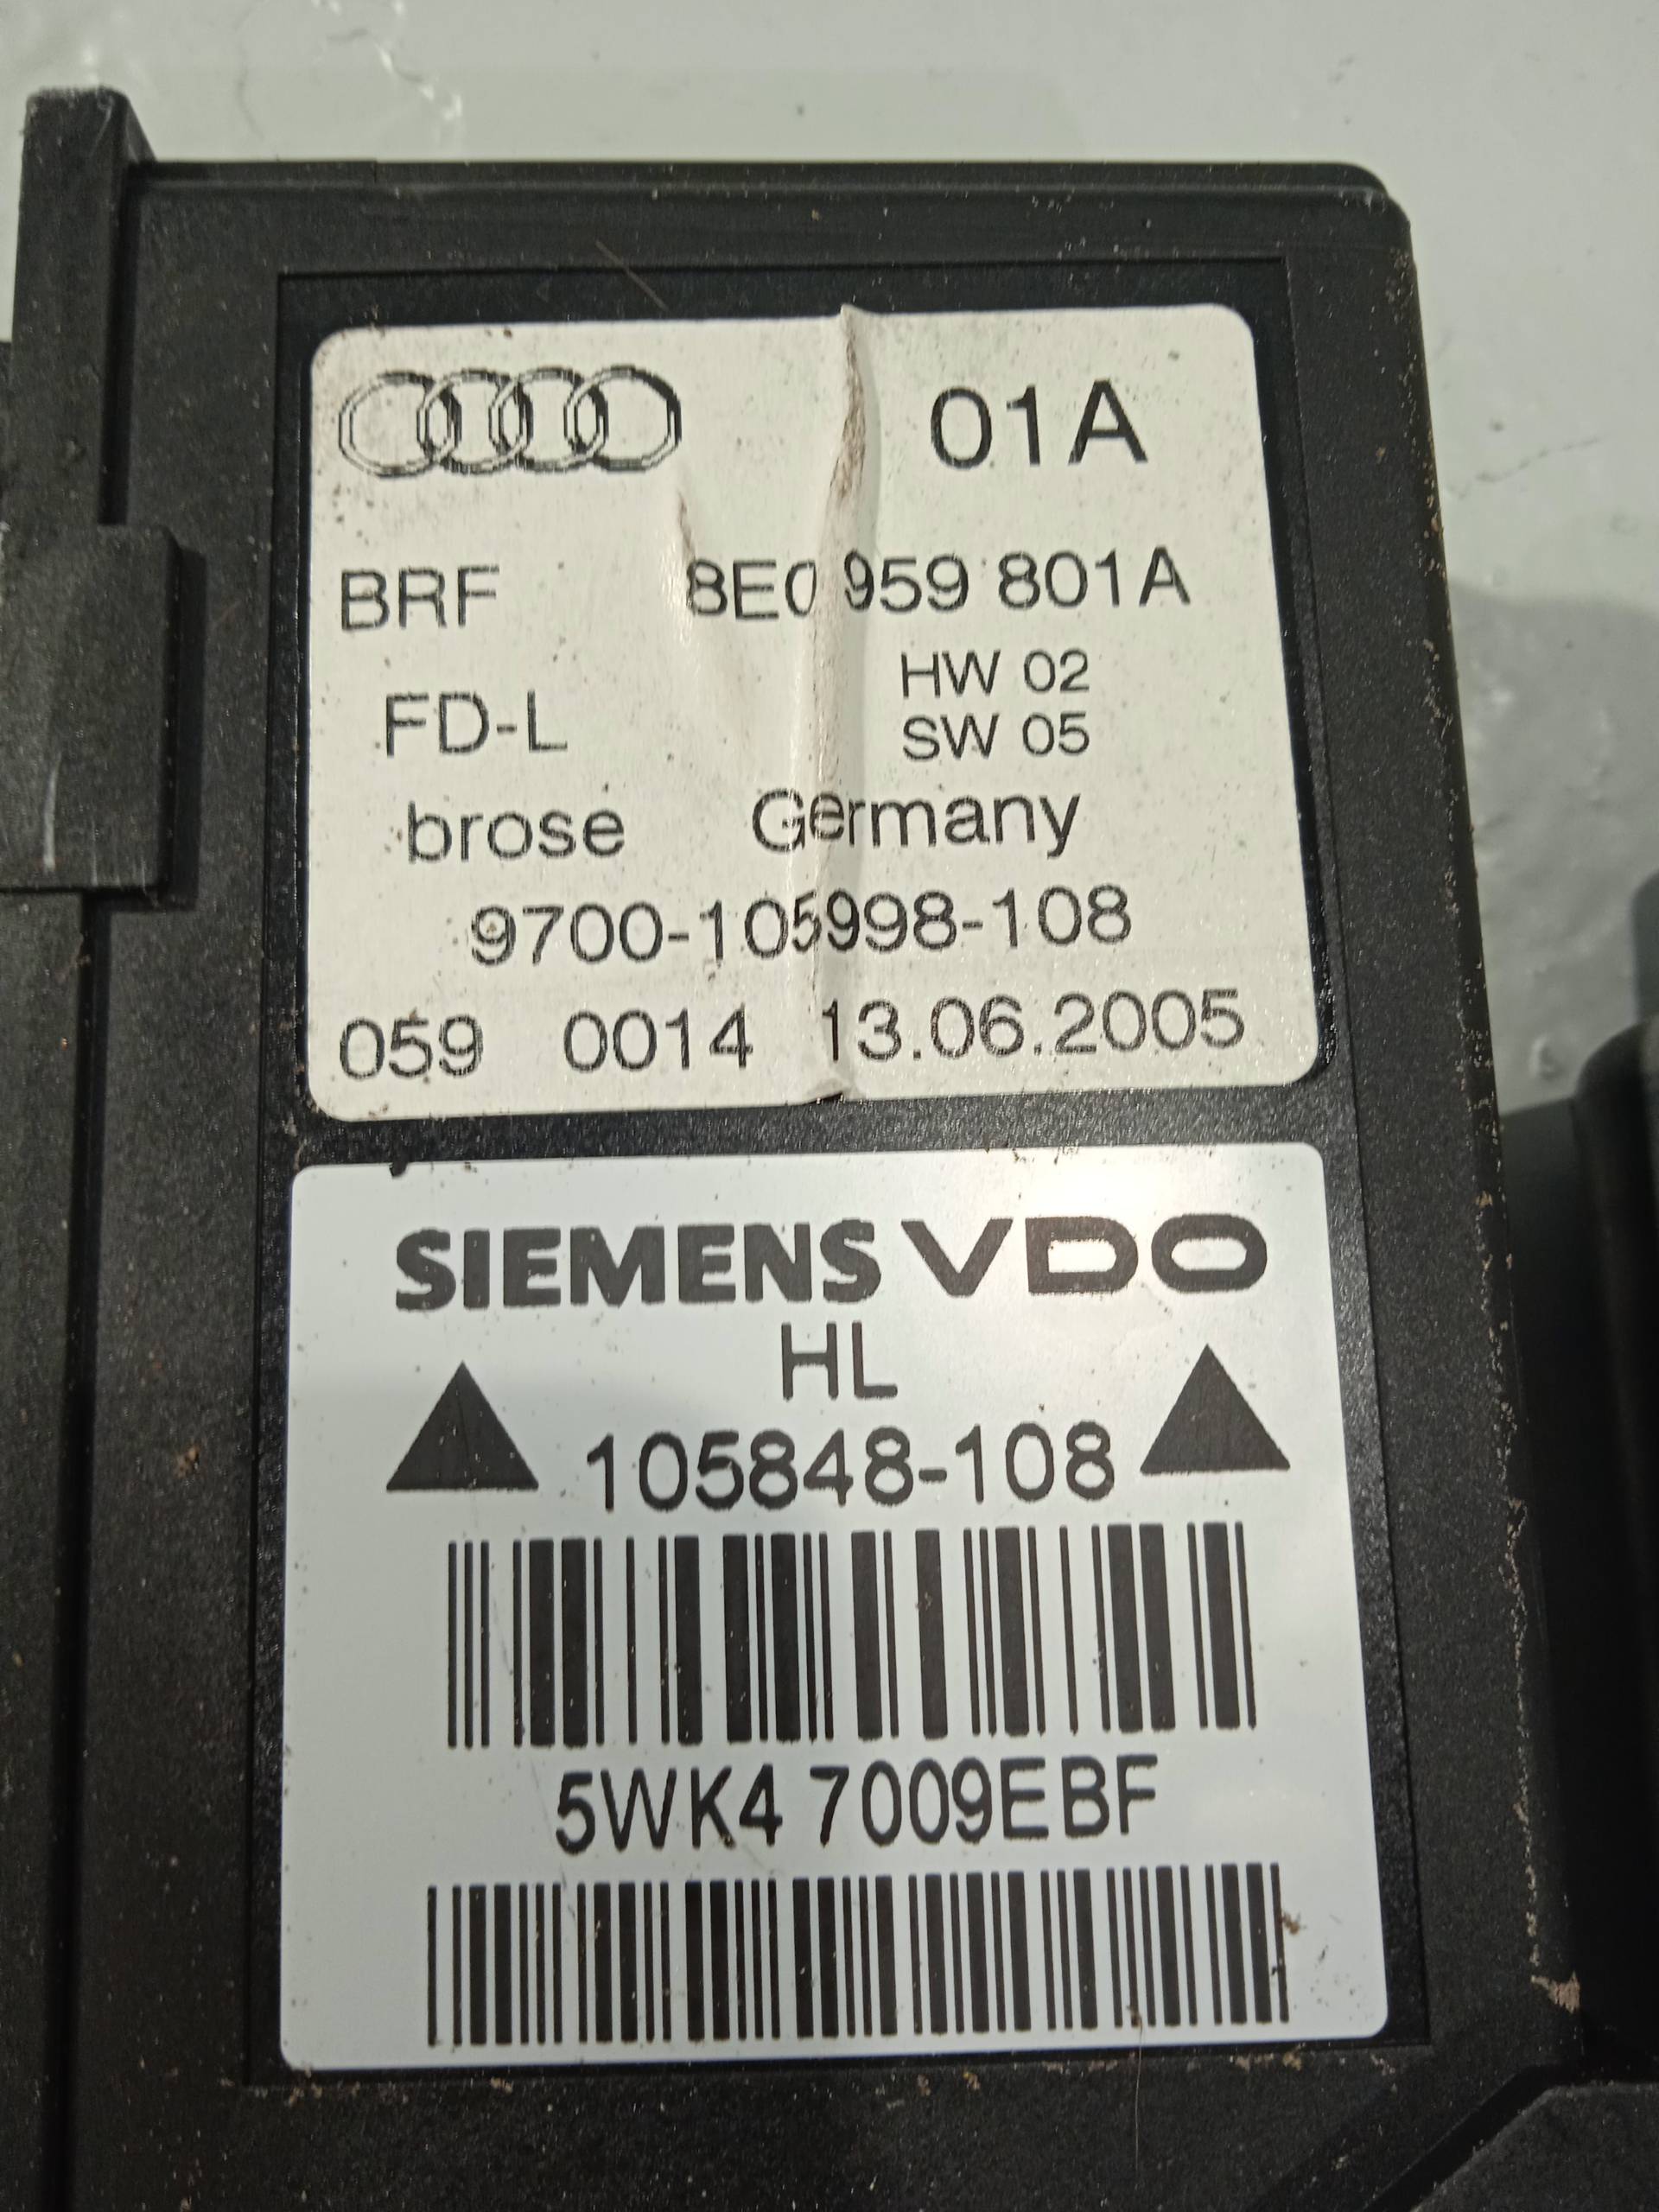 01A
BRF 8E0 959 801A
HW 02
FD-L
SW 05
brose Germany
9700-105998-108
059 0014 13.06.2005
SIEMENS VDO
HL
105848-108
5WK4 7009EBF